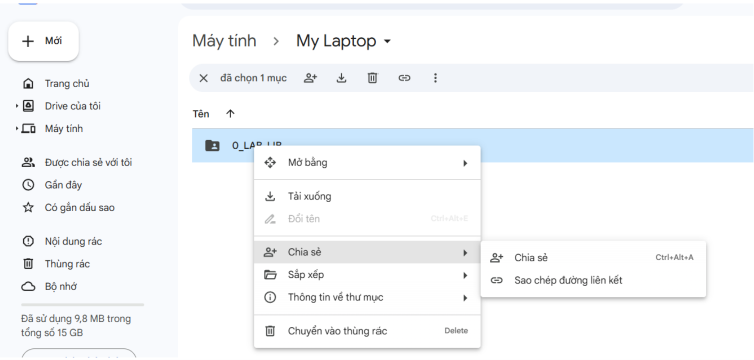 Mới
Máy tính > My Laptop
đã chọn 1 mục
Trang chủ
Drive của tôi
Máy tính
Tên
Được chia sẻ với tôi
Gần đây
Có gắn dấu sao
Nội dung rác
Thùng rác
Bộ nhớ
Đã sử dụng 9,8 MB trong
tổng số 15 GB
0_LAB_LIB
Mở bằng
Tải xuống
Đổi tên Ctrl+Alt+E
Chia sẻ
Sắp xếp
Thông tin về thư mục
Chuyển vào thùng rác Delete
Chia sẻ Ctrl+Alt+A
Sao chép đường liên kết